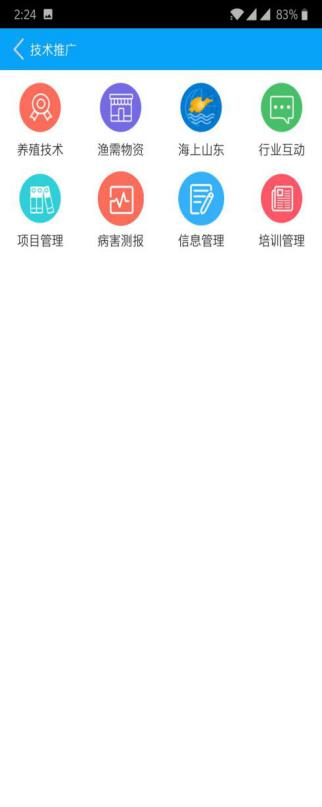 2:24
83%
技术推广
养殖技术
渔需物资
海上山东
行业互动
项目管理
病害测报
信息管理
培训管理